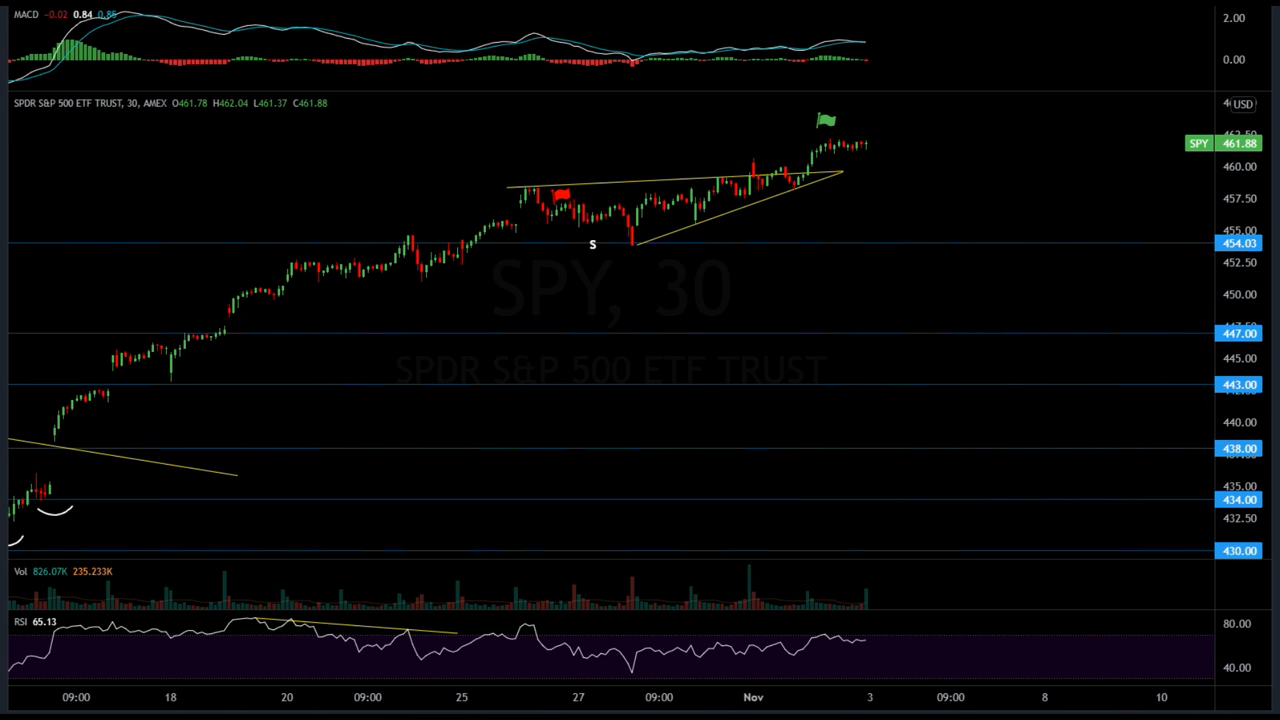 MACD -0.02 0.84 0.85
2.00
0.00
SPDR S&P 500 ETF TRUST, 30, AMEX O461.78 H462.04 L461.37 C461.88
USD
SPY 461.88
460.00
457.50
455.00
S
454.03
452.50
SPY, 30
450.00
447.00
445.00
SPDR S&P 500 ETF TRUST
443.00
440.00
438.00
435.00
434.00
432.50
430.00
Vol 826.07K 235.233K
RSI 65.13
80.00
40.00
09:00 18 20 09:00 25 27 09:00 Nov 3 09:00 8 10